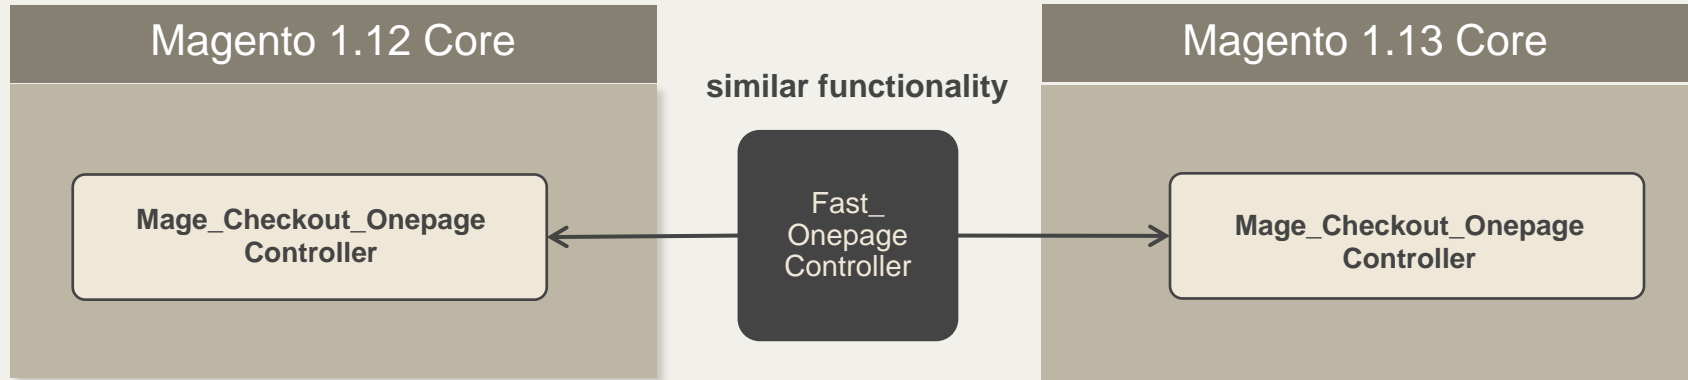 Magento 1.12 Core
Magento 1.13 Core
similar functionality
Mage_Checkout_Onepage
Controller
Fast_
Onepage
Controller
Mage_Checkout_Onepage
Controller